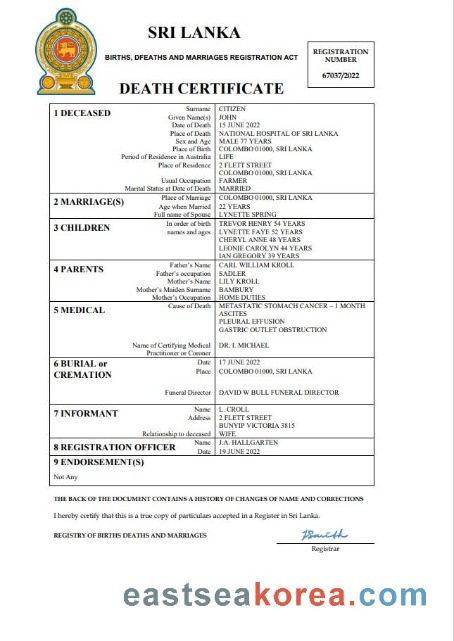 SRI LANKA
BIRTHS, DFEATHS AND MARRIAGES REGISTRATION ACT
REGISTRATION
NUMBER
67037/2022
DEATH CERTIFICATE
1 DECEASED
Surname CITIZEN
Given Name(s) JOHN
Date of Death 15 JUNE 2022
Place of Death NATIONAL HOSPITAL OF SRI LANKA
Sex and Age MALE 77 YEARS
Place of Birth COLOMBO 01000, SRI LANKA
Period of Residence in Australia LIFE
Place of Residence 2 FLETT STREET
COLOMBO 01000, SRI LANKA
Usual Occupation FARMER
Marital Status at Date of Death MARRIED
2 MARRIAGE(S)
Place of Marriage COLOMBO 01000, SRI LANKA
Age when Married 22 YEARS
Full name of Spouse LYNETTE SPRING
3 CHILDREN
In order of birth TREVOR HENRY 54 YEARS
names and ages LYNETTE FAYE 52 YEARS
CHERYL ANNE 48 YEARS
LEONIE CAROLYN 44 YEARS
IAN GREGORY 39 YEARS
4 PARENTS
Father's Name CARL WILLIAM KROLL
Father's occupation SADLER
Mother's Name LILY KROLL
Mother's Maiden Surname BAMBURY
Mother's Occupation HOME DUTIES
5 MEDICAL
Cause of Death METASTATIC STOMACH CANCER – 1 MONTH
ASCITES
PLEURAL EFFUSION
GASTRIC OUTLET OBSTRUCTION
Name of Certifying Medical DR. I. MICHAEL
Practitioner or Coroner
6 BURIAL or
CREMATION
Date 17 JUNE 2022
Place COLOMBO 01000, SRI LANKA
Funeral Director DAVID W BULL FUNERAL DIRECTOR
7 INFORMANT
Name L. CROLL
Address 2 FLETT STREET
BUNYIP VICTORIA 3815
Relationship to deceased WIFE
8 REGISTRATION OFFICER
Name J.A. HALLGARTEN
Date 19 JUNE 2022
9 ENDORSEMENT(S)
Not Any
THE BACK OF THE DOCUMENT CONTAINS A HISTORY OF CHANGES OF NAME AND CORRECTIONS
I hereby certify that this is a true copy of particulars accepted in a Register in Sri Lanka.
REGISTRY OF BIRTHS DEATHS AND MARRIAGES
Registrar
eastseakorea.com